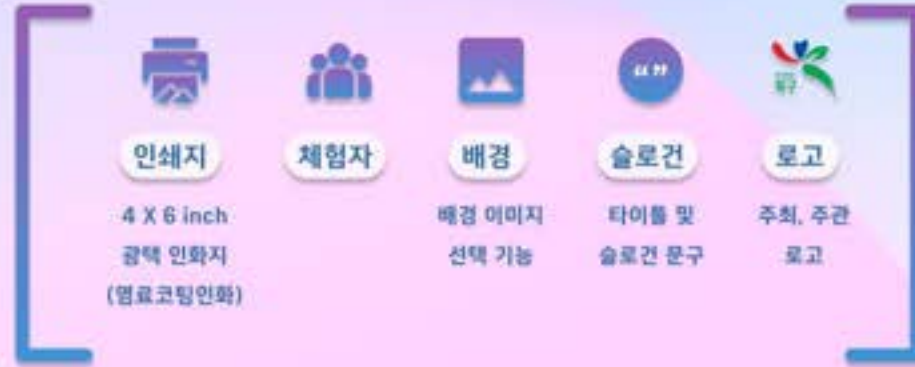 인쇄지
4 X 6 inch
광택 인화지
(염료코팅인화)
체험자
배경
배경 이미지
선택 기능
“ ”
슬로건
타이틀 및
슬로건 문구
로고
주최, 주관
로고